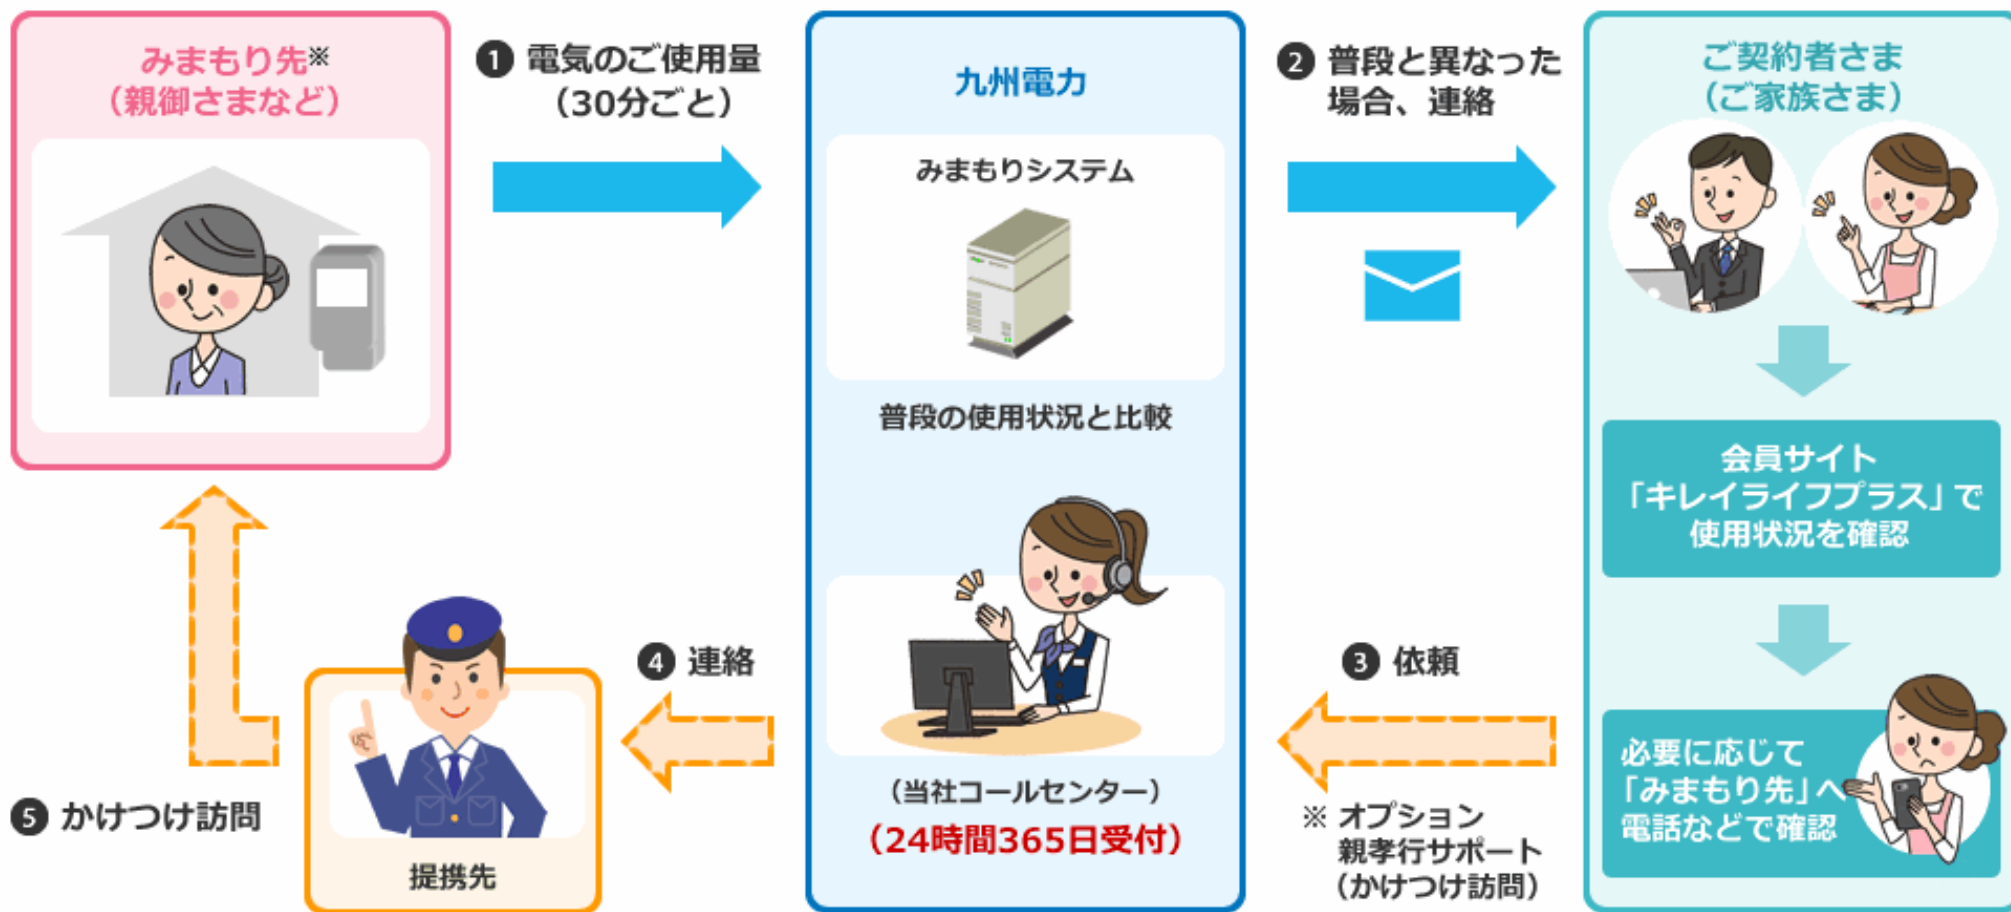 みまもり先※
（親御さまなど）
❶ 電気のご使用量
（30分ごと）
九州電力
みまもりシステム
普段の使用状況と比較
（当社コールセンター）
（24時間365日受付）
❷ 普段と異なった
場合、連絡
ご契約者さま
（ご家族さま）
会員サイト
「キレイライフプラス」で
使用状況を確認
必要に応じて
「みまもり先」へ
電話などで確認
❸ 依頼
※ オプション
親孝行サポート
（かけつけ訪問）
❹ 連絡
提携先
❺ かけつけ訪問